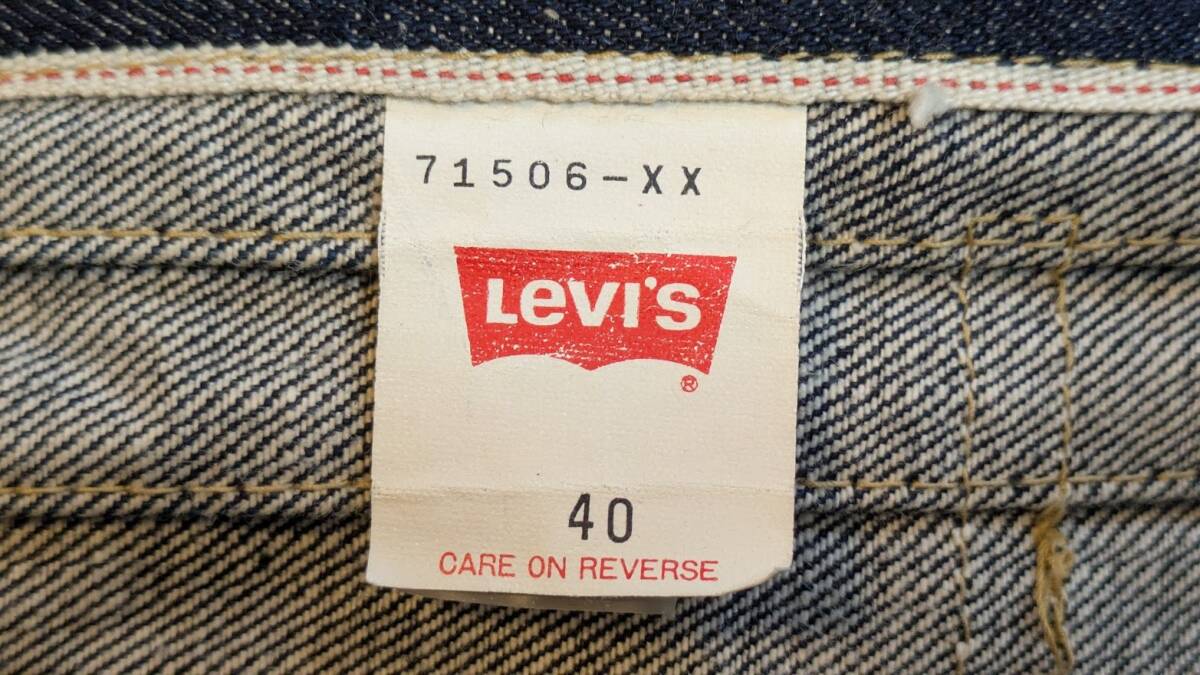 71506-XX
Levi's
®
40
CARE ON REVERSE